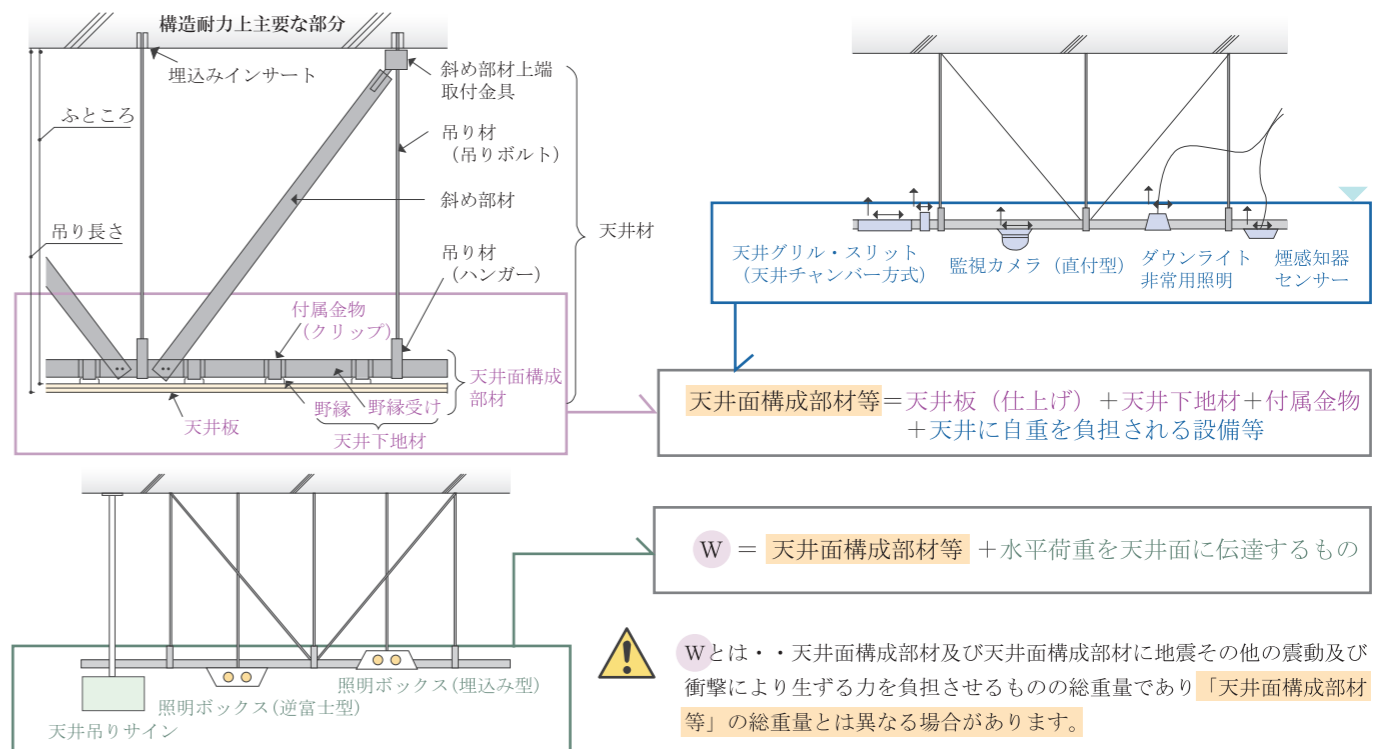 構造耐力上主要な部分
埋込みインサート
斜め部材上端
取付金具
ふところ
吊り材
（吊りボルト）
斜め部材
天井材
吊り長さ
吊り材
（ハンガー）
付属金物
（クリップ）
天井面構成
部材
野縁
野縁受け
天井板
天井下地材
天井グリル・スリット
（天井チャンバー方式）
監視カメラ（直付型）
ダウンライト
非常用照明
煙感知器
センサー
天井面構成部材等＝天井板（仕上げ）＋天井下地材＋付属金物
＋天井に自重を負担される設備等
W ＝ 天井面構成部材等 ＋水平荷重を天井面に伝達するもの
照明ボックス（埋込み型）
照明ボックス（逆富士型）
天井吊りサイン
Wとは・・天井面構成部材及び天井面構成部材に地震その他の震動及び
衝撃により生ずる力を負担させるものの総重量であり「天井面構成部材
等」の総重量とは異なる場合があります。